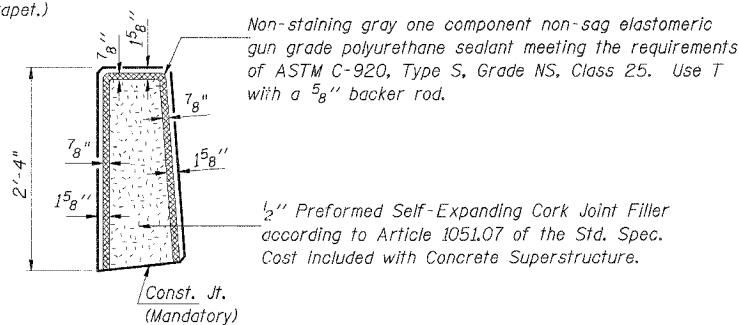 apet.)
Non-staining gray one component non-sag elastomeric
gun grade polyurethane sealant meeting the requirements
of ASTM C-920, Type S, Grade NS, Class 25. Use T
with a 5/8" backer rod.
7/8"
1 5/8"
7/8"
7/8"
1 5/8"
1 5/8"
2'-4"
1/2" Preformed Self-Expanding Cork Joint Filler
according to Article 1051.07 of the Std. Spec.
Cost included with Concrete Superstructure.
Const. Jt.
(Mandatory)